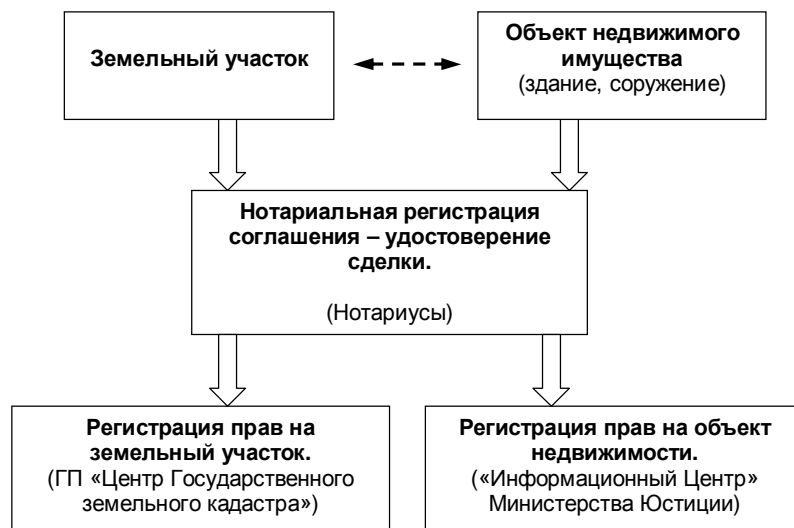 Земельный участок
Объект недвижимого
имущества
(здание, соружение)
Нотариальная регистрация
соглашения – удостоверение
сделки.
(Нотариусы)
Регистрация прав на
земельный участок.
(ГП «Центр Государственного
земельного кадастра»)
Регистрация прав на объект
недвижимости.
(«Информационный Центр»
Министерства Юстиции)